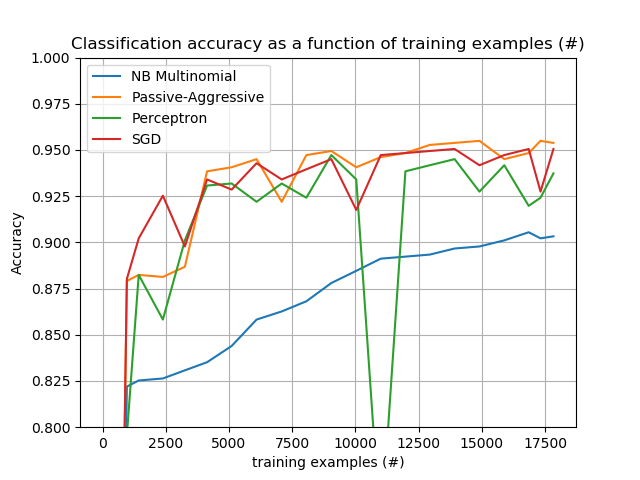 Classification accuracy as a function of training examples (#)
1.000
0.975
0.950
0.925
0.900
0.875
0.850
0.825
0.800
Accuracy
NB Multinomial
Passive-Aggressive
Perceptron
SGD
0 2500 5000 7500 10000 12500 15000 17500
training examples (#)